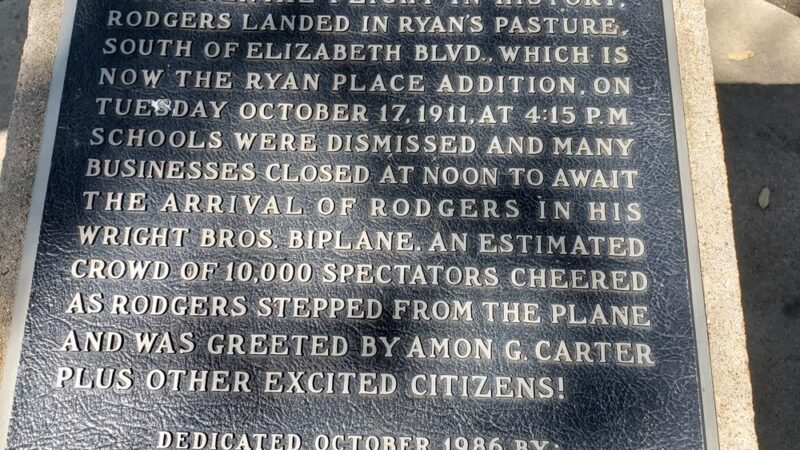 FLIGHT IN HISTORY,
RODGERS LANDED IN RYAN'S PASTURE,
SOUTH OF ELIZABETH BLVD., WHICH IS
NOW THE RYAN PLACE ADDITION, ON
TUESDAY OCTOBER 17, 1911, AT 4:15 P.M.
SCHOOLS WERE DISMISSED AND MANY
BUSINESSES CLOSED AT NOON TO AWAIT
THE ARRIVAL OF RODGERS IN HIS
WRIGHT BROS. BIPLANE. AN ESTIMATED
CROWD OF 10,000 SPECTATORS CHEERED
AS RODGERS STEPPED FROM THE PLANE
AND WAS GREETED BY AMON G. CARTER
PLUS OTHER EXCITED CITIZENS!
DEDICATED OCTOBER 1986 BY: